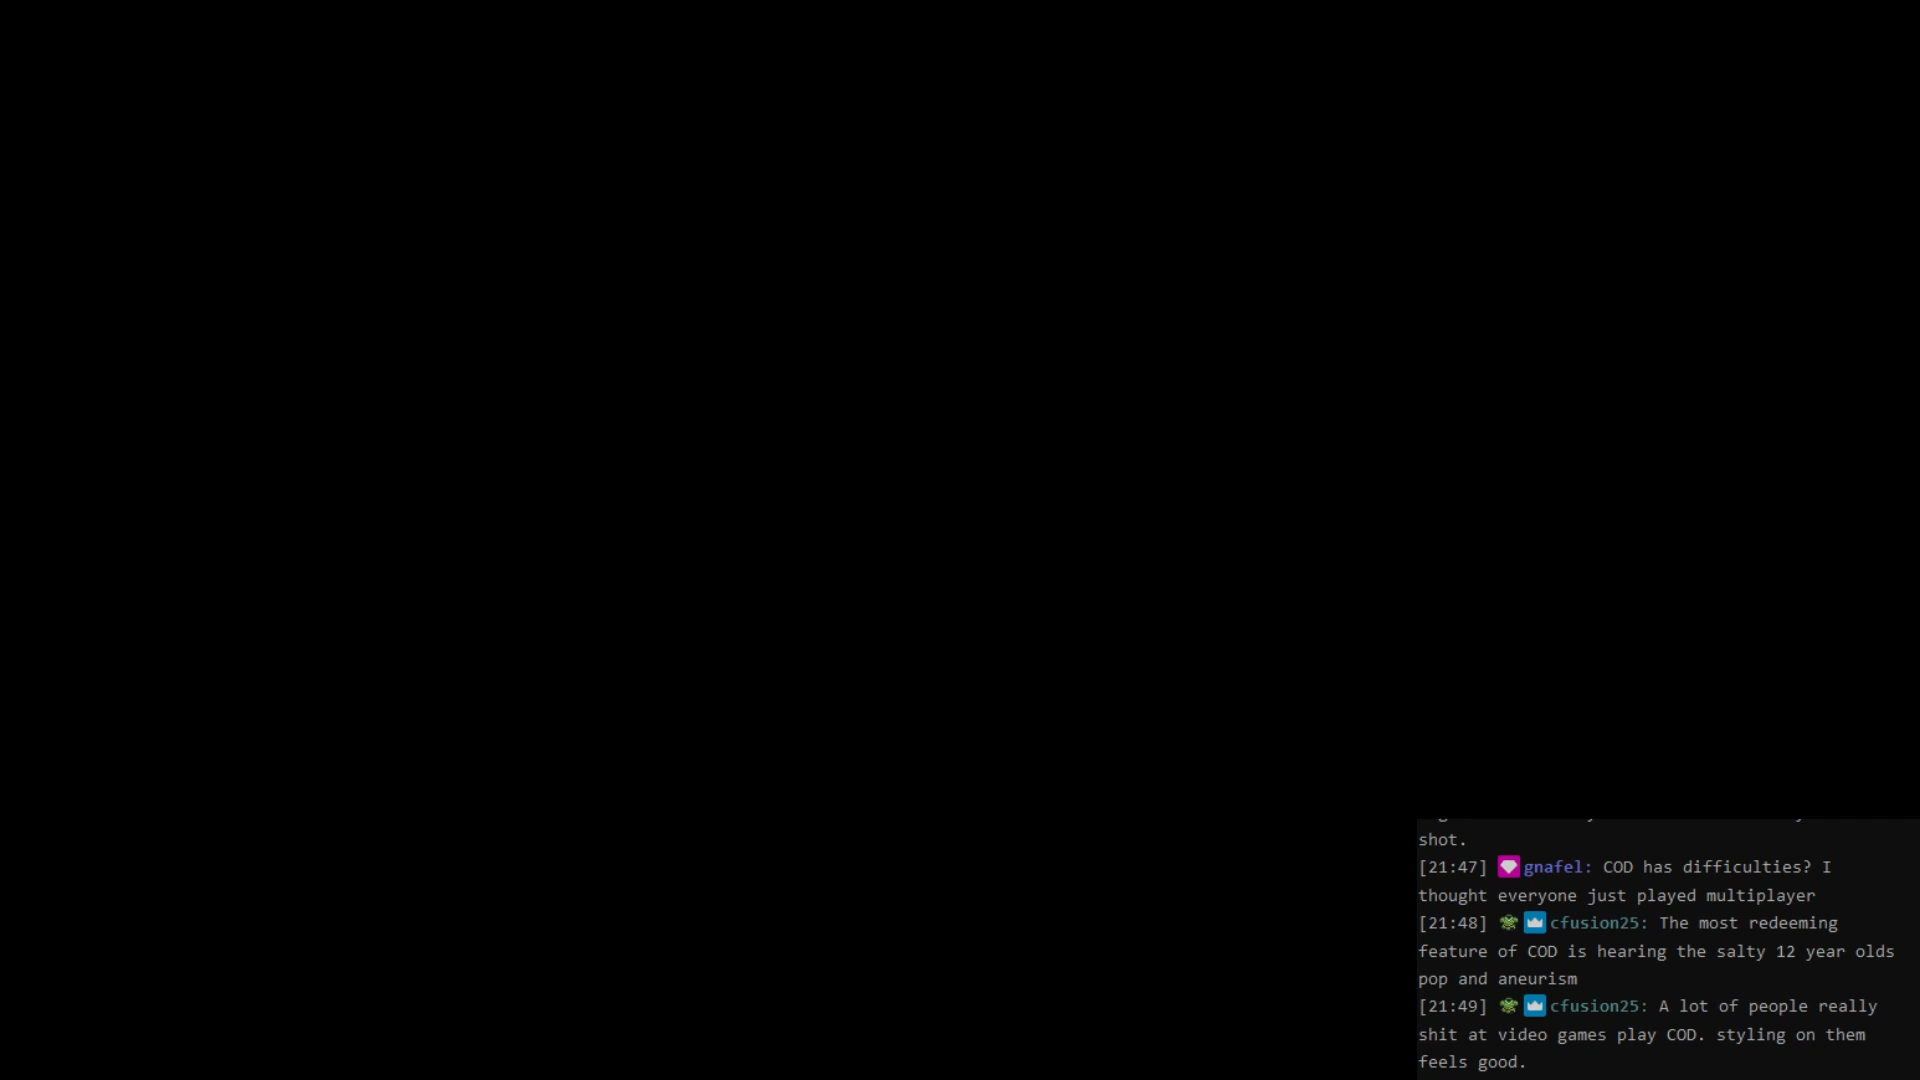 shot.
[21:47] gnafel: COD has difficulties? I
thought everyone just played multiplayer
[21:48] cfusion25: The most redeeming
feature of COD is hearing the salty 12 year olds
pop and aneurism
[21:49] cfusion25: A lot of people really
shit at video games play COD. styling on them
feels good.